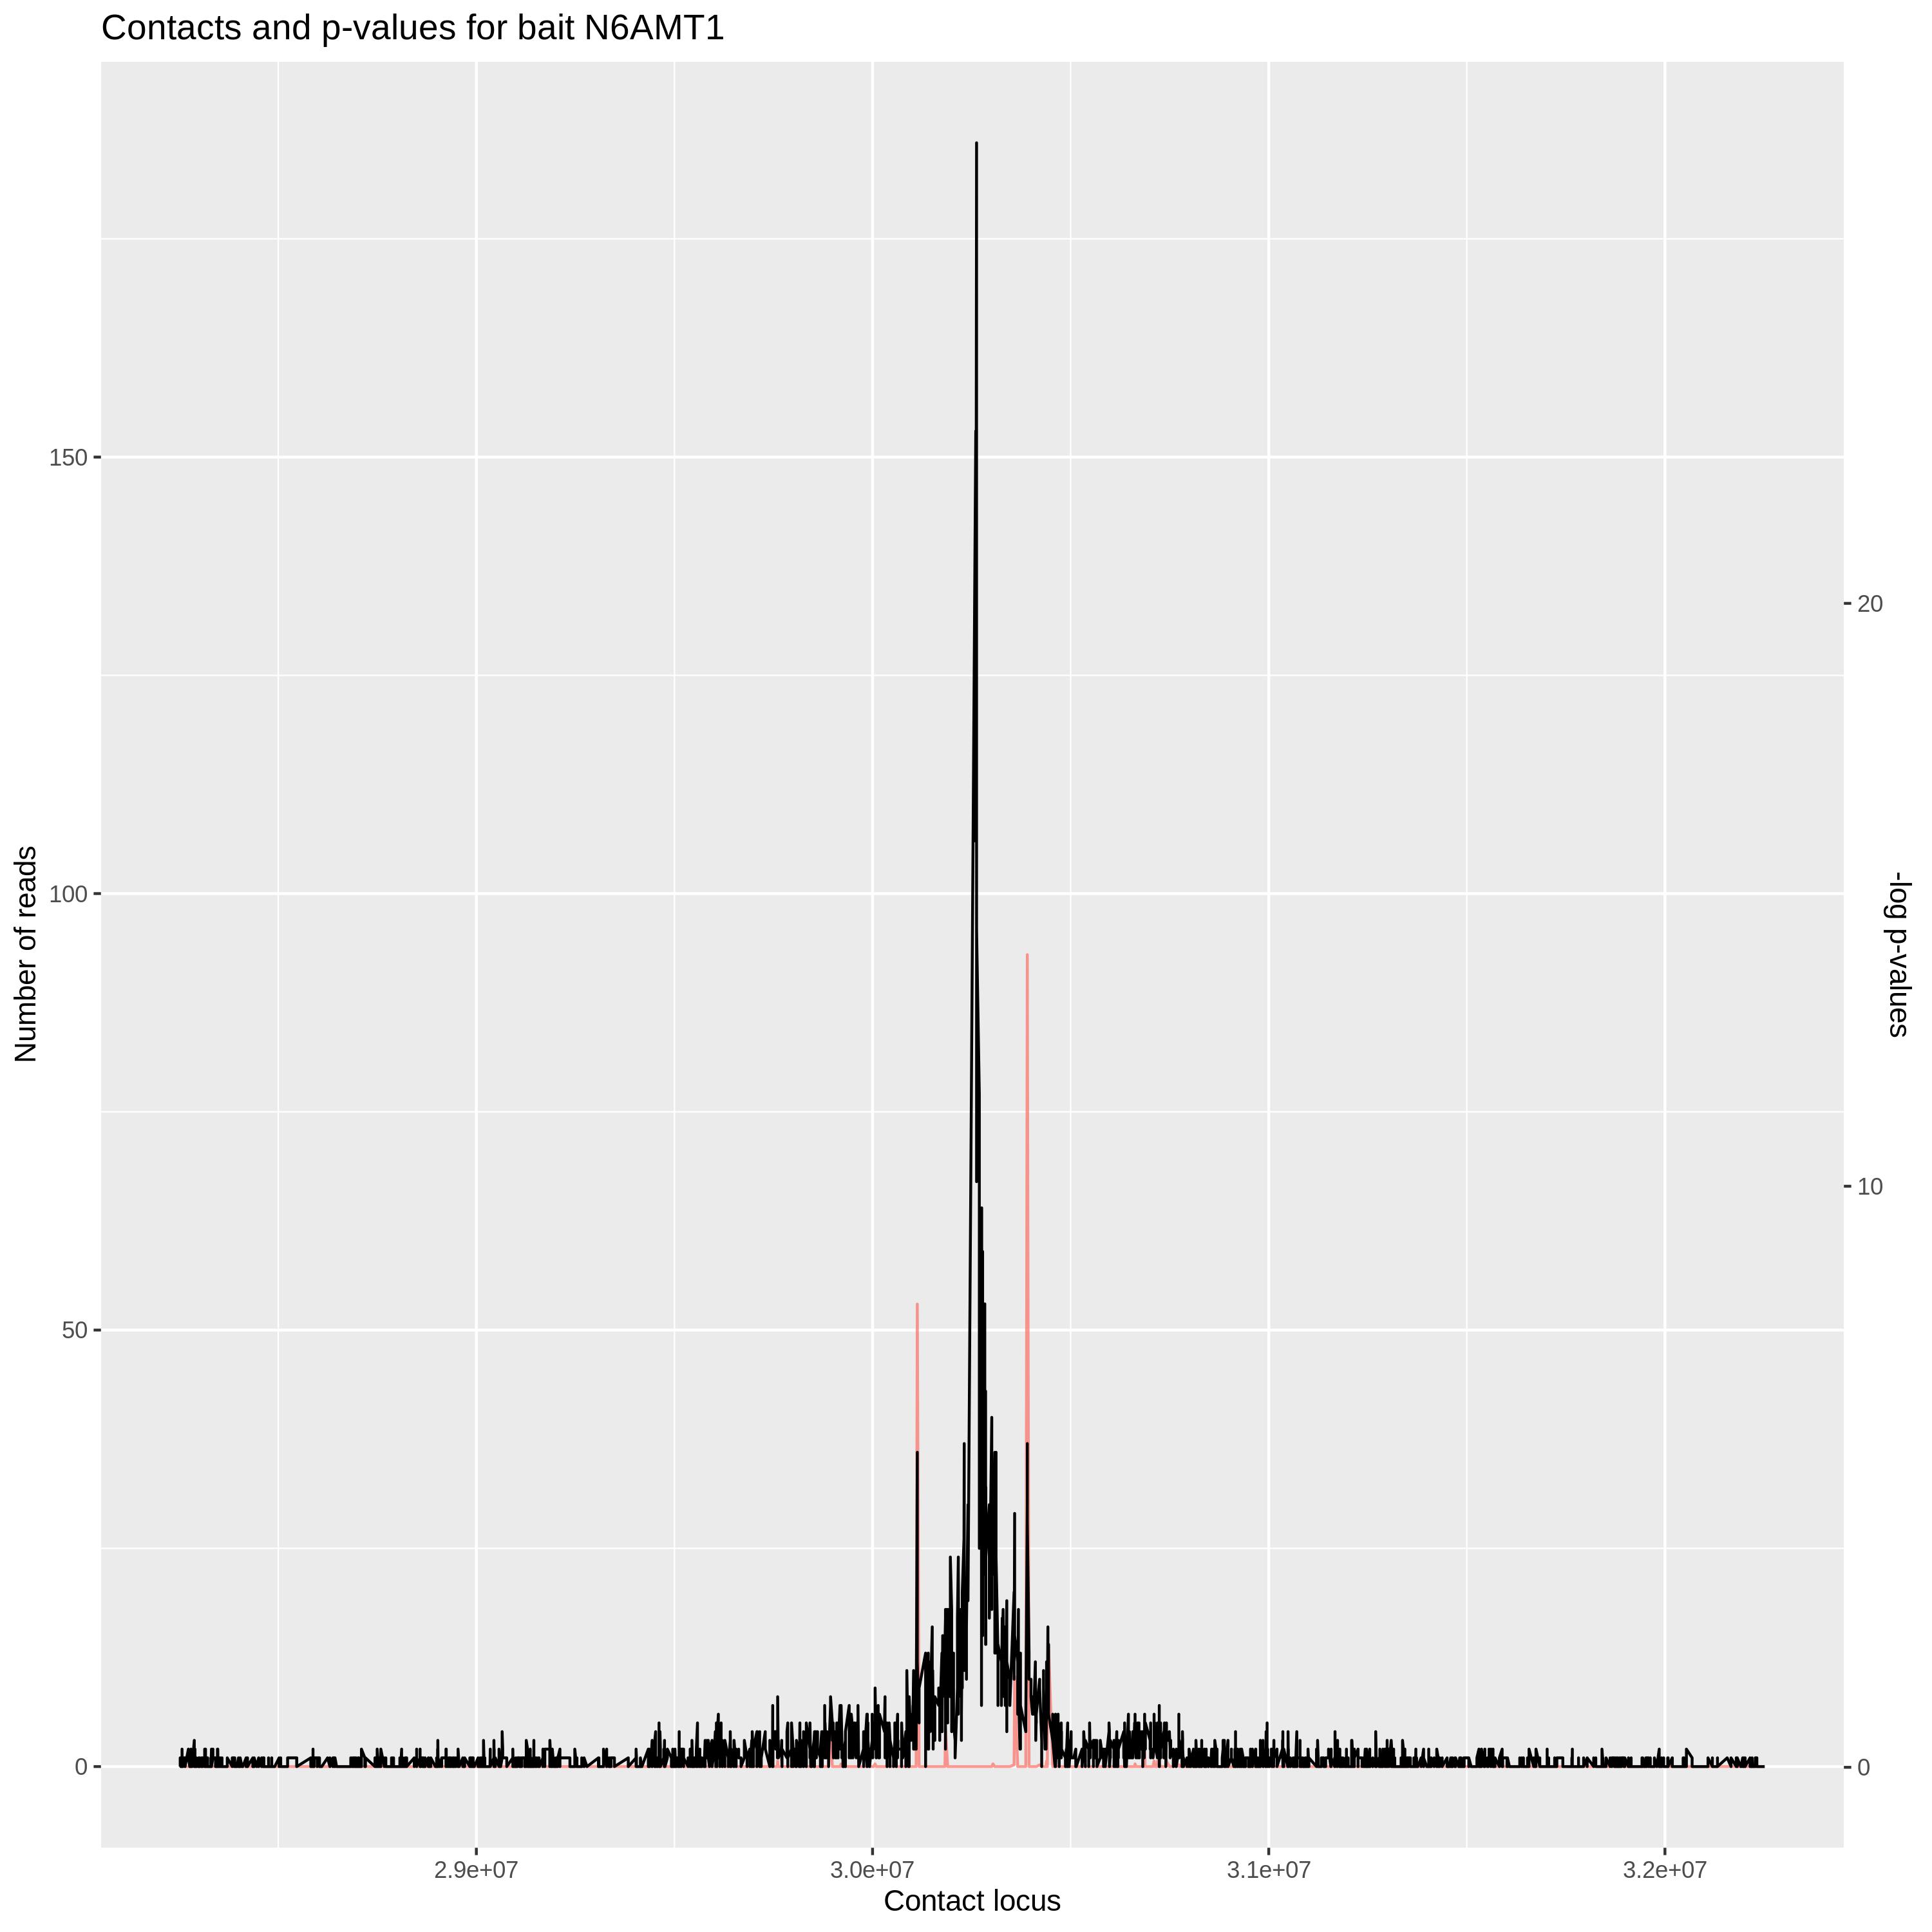 Contacts and p-values for bait N6AMT1
Number of reads
150
100
50
0
20
10
0
-log p-values
2.9e+07
3.0e+07
3.1e+07
3.2e+07
Contact locus